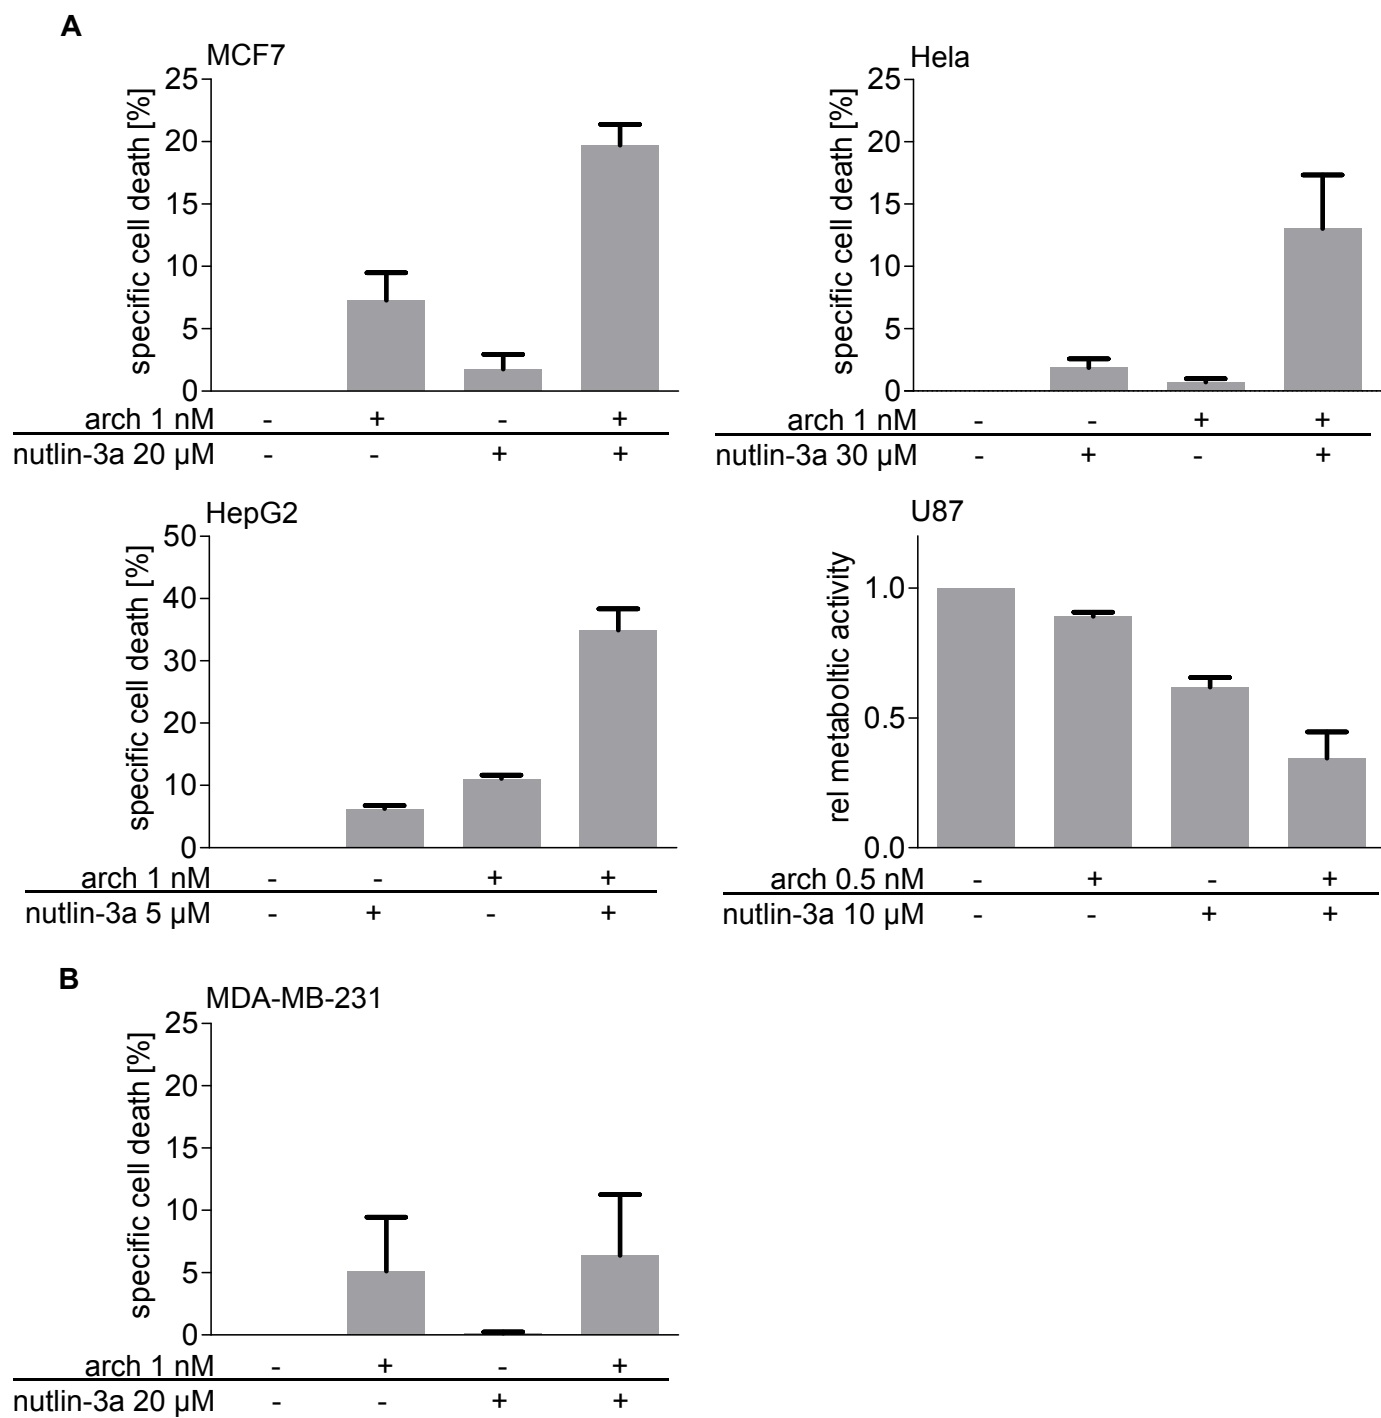 A
MCF7
specific cell death [%]
25
20
15
10
5
0
arch 1 nM - + - +
nutlin-3a 20 µM - - + +
Hela
specific cell death [%]
25
20
15
10
5
0
arch 1 nM - - + +
nutlin-3a 30 µM - + - +
HepG2
specific cell death [%]
50
40
30
20
10
0
arch 1 nM - - + +
nutlin-3a 5 µM - + - +
U87
rel metaboltic activity
1.0
0.5
0.0
arch 0.5 nM - + - +
nutlin-3a 10 µM - - + +
B
MDA-MB-231
specific cell death [%]
25
20
15
10
5
0
arch 1 nM - + - +
nutlin-3a 20 µM - - + +